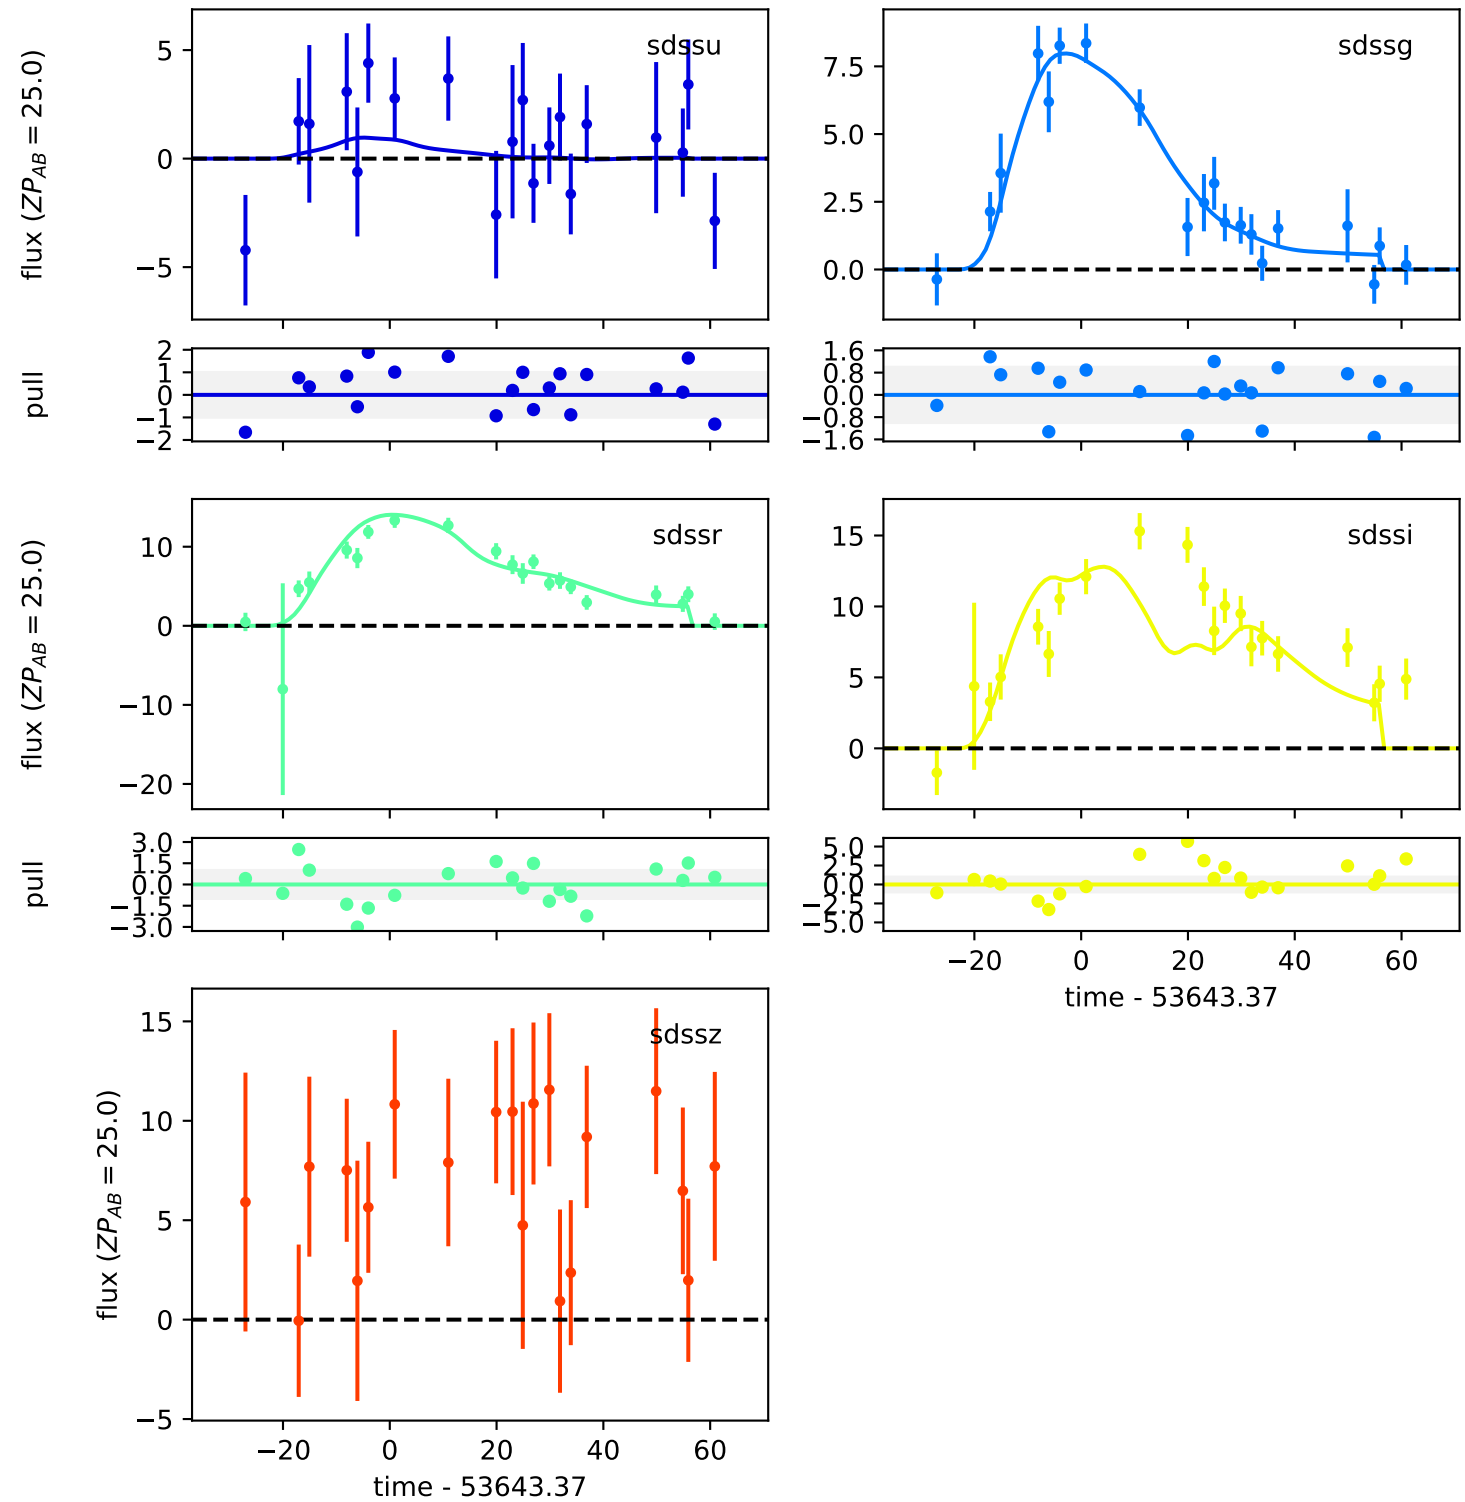 sdssu
flux (ZP_AB = 25.0)
5
0
−5
sdssg
7.5
5.0
2.5
0.0
pull
2
1
0
−1
−2
1.6
0.8
0.0
−0.8
−1.6
sdssr
flux (ZP_AB = 25.0)
10
0
−10
−20
sdssi
15
10
5
0
pull
3.0
1.5
0.0
−1.5
−3.0
5.0
2.5
0.0
−2.5
−5.0
−20 0 20 40 60
time - 53643.37
sdssz
flux (ZP_AB = 25.0)
15
10
5
0
−5
−20 0 20 40 60
time - 53643.37